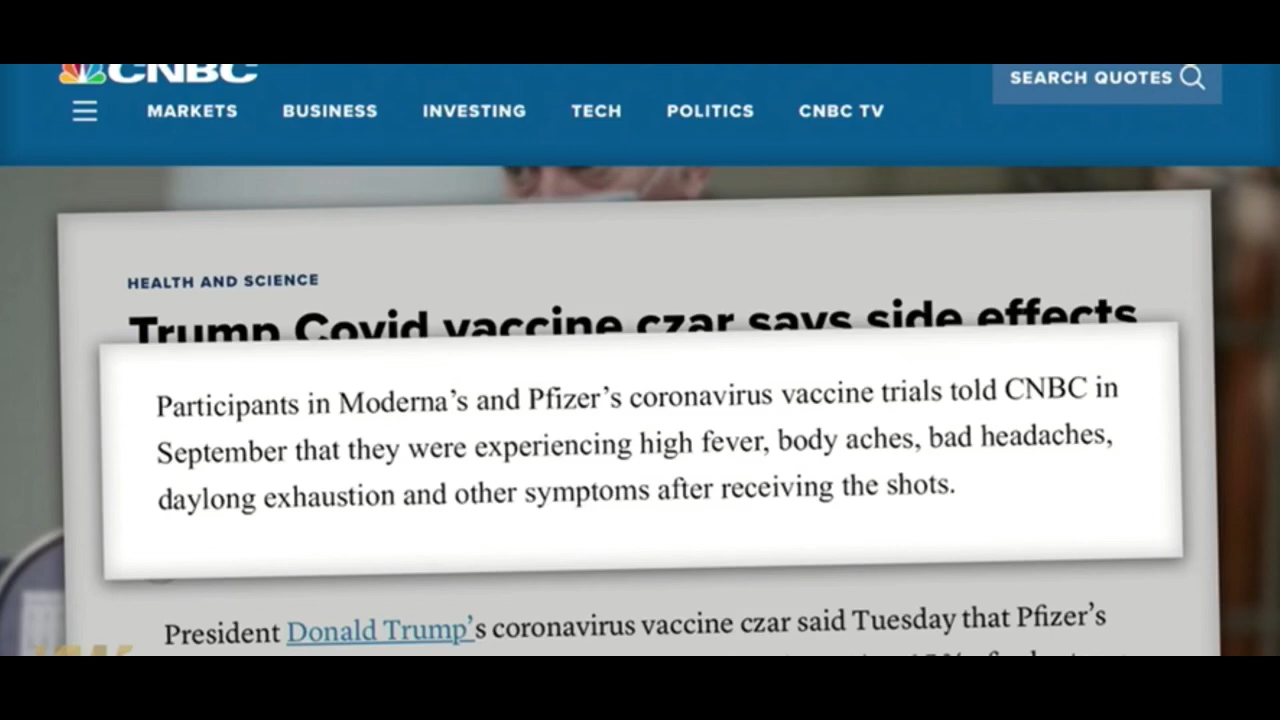 CNBC
SEARCH QUOTES
MARKETS BUSINESS INVESTING TECH POLITICS CNBC TV
HEALTH AND SCIENCE
Trump Covid vaccine czar says side effects
Participants in Moderna’s and Pfizer’s coronavirus vaccine trials told CNBC in
September that they were experiencing high fever, body aches, bad headaches,
daylong exhaustion and other symptoms after receiving the shots.
President Donald Trump’s coronavirus vaccine czar said Tuesday that Pfizer’s